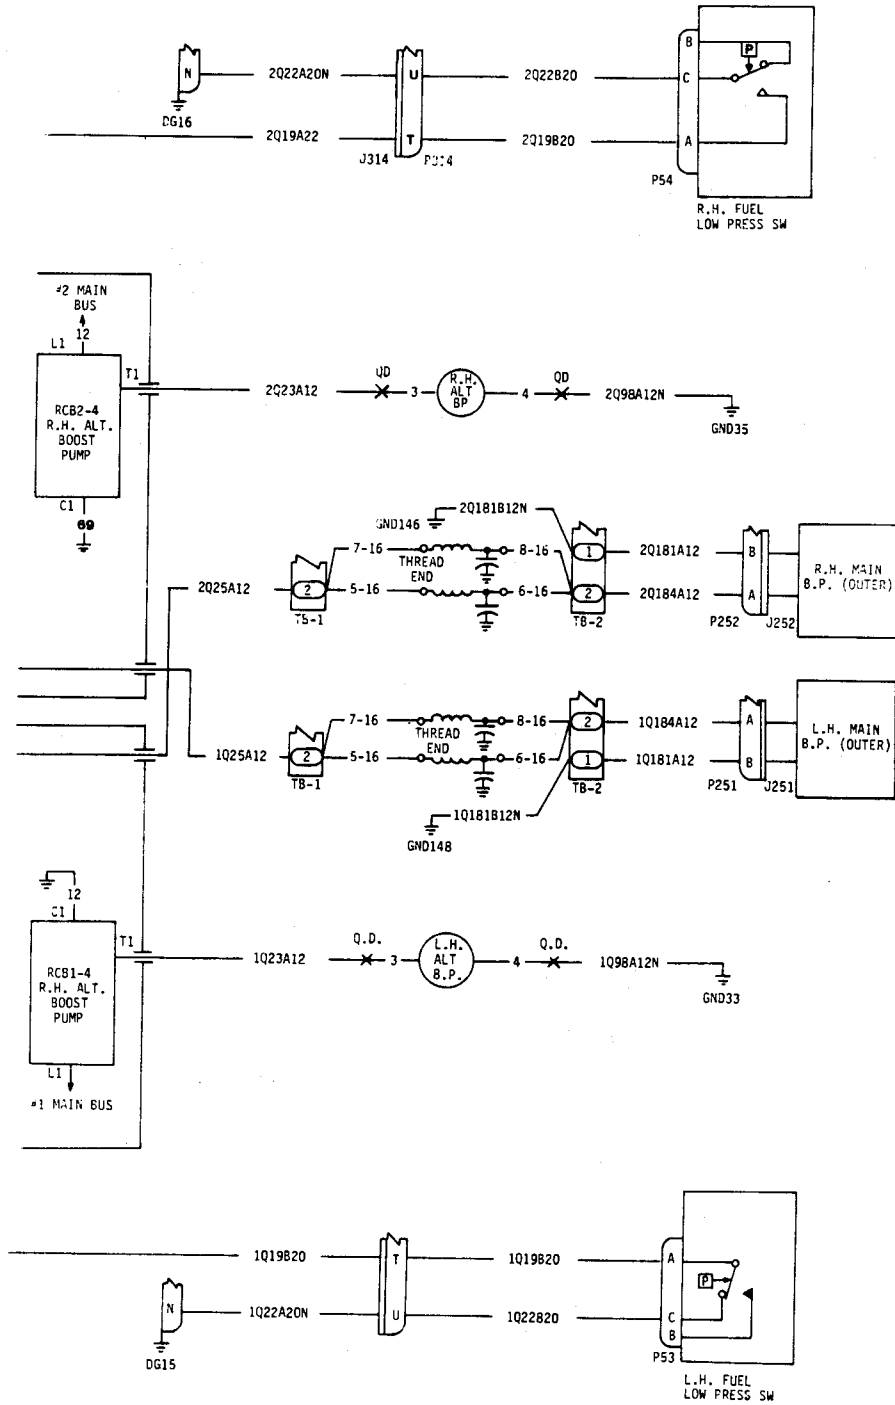 B
P
N
2Q22A20N
U
2Q22B20
C
DG16
2Q19A22
T
2Q19B20
A
J314
P314
P54
R.H. FUEL
LOW PRESS SW
#2 MAIN
BUS
12
L1
T1
RCB2-4
R.H. ALT.
BOOST
PUMP
C1
69
2Q23A12
QD
3
R.H.
ALT
BP
4
QD
2Q98A12N
GND35
2Q181B12N
GND146
7-16
THREAD
END
8-16
1
2Q181A12
B
R.H. MAIN
B.P. (OUTER)
2Q25A12
2
5-16
6-16
2
2Q184A12
A
TB-1
TB-2
P252
J252
7-16
THREAD
END
8-16
2
1Q184A12
A
L.H. MAIN
B.P. (OUTER)
1Q25A12
2
5-16
6-16
1
1Q181A12
B
TB-1
TB-2
P251
J251
1Q181B12N
GND148
12
C1
T1
RCB1-4
R.H. ALT.
BOOST
PUMP
L1
#1 MAIN BUS
1Q23A12
Q.D.
3
L.H.
ALT
B.P.
4
Q.D.
1Q98A12N
GND33
1Q19B20
T
1Q19B20
A
P
N
1Q22A20N
U
1Q22B20
C
B
DG15
P53
L.H. FUEL
LOW PRESS SW